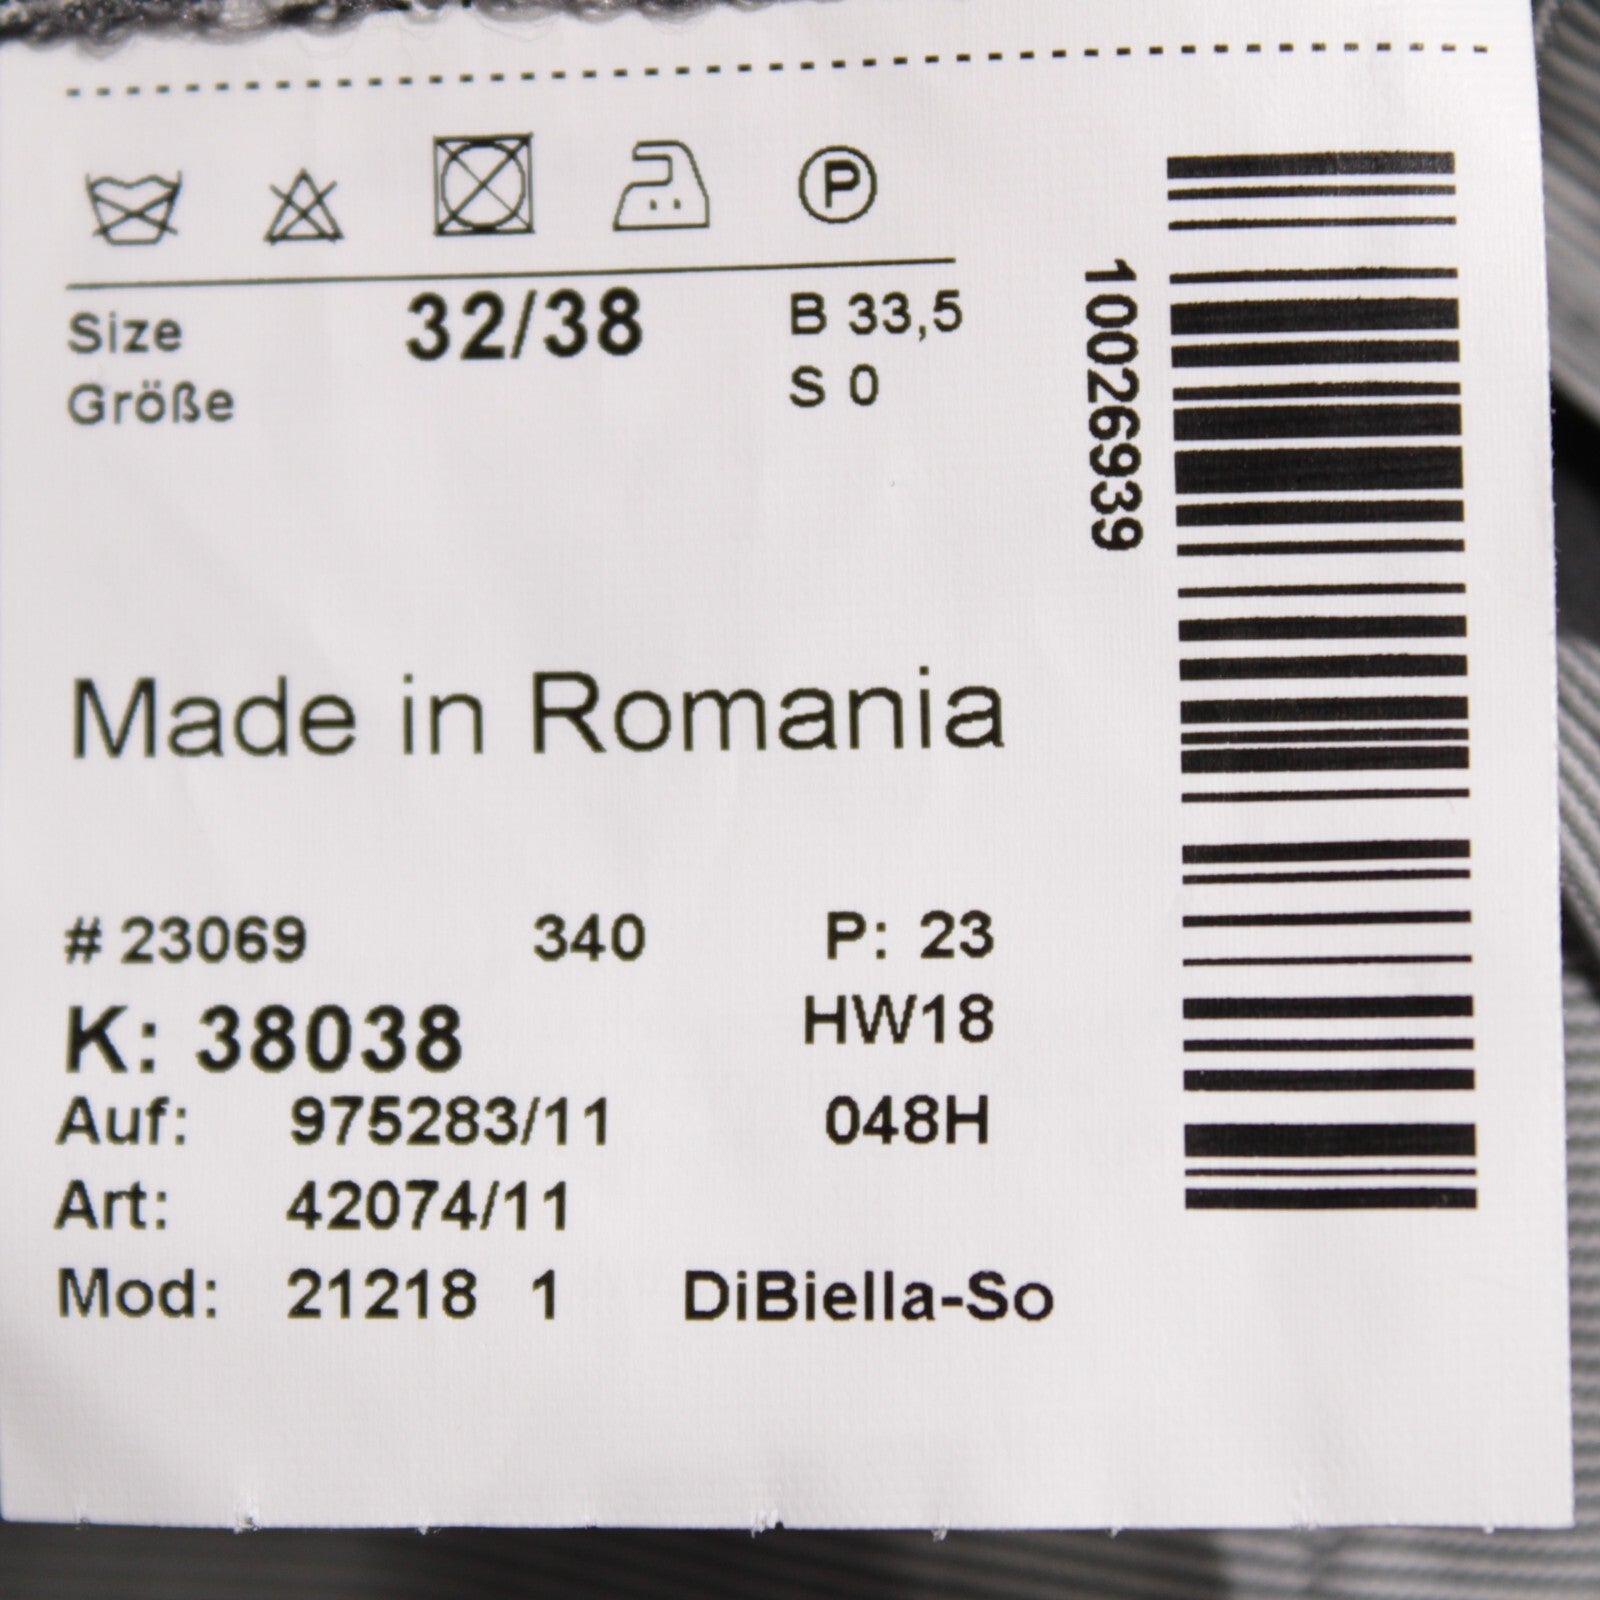 P
Size 32/38 B 33,5
Größe S 0
10026939
Made in Romania
# 23069 340 P: 23
K: 38038 HW18
Auf: 975283/11 048H
Art: 42074/11
Mod: 21218 1 DiBiella-So